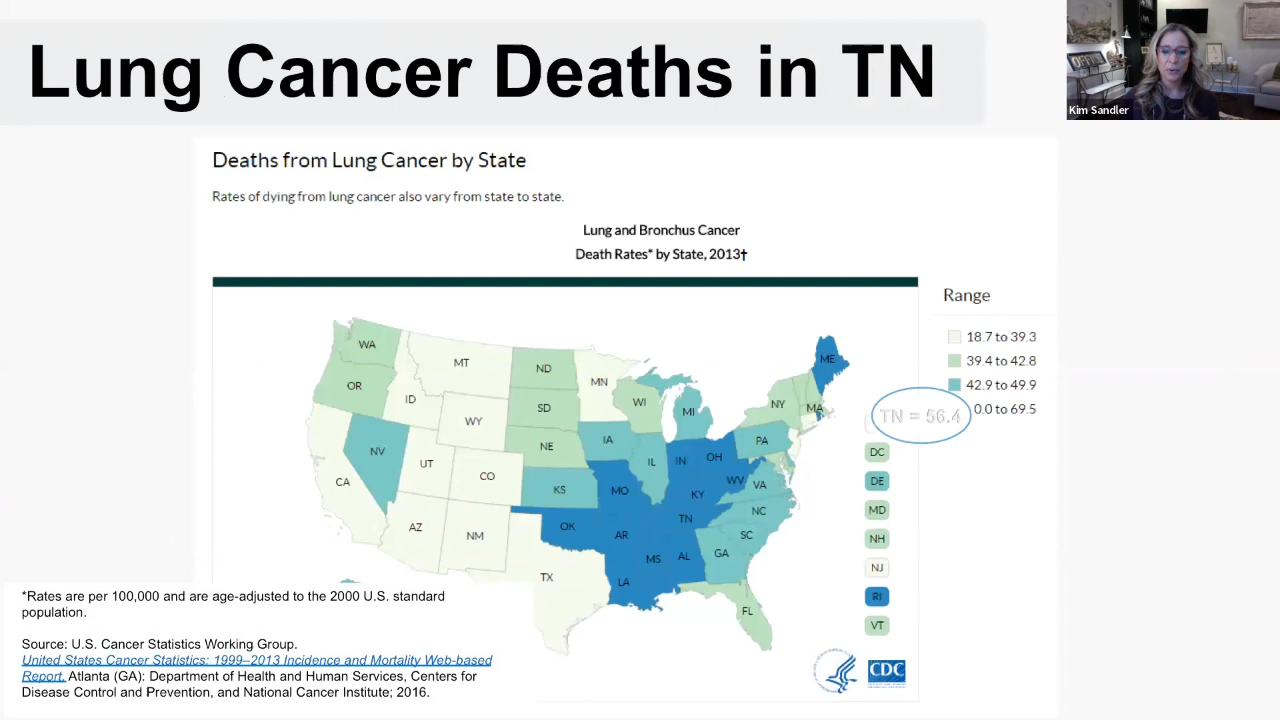 Lung Cancer Deaths in TN
Kim Sandler
Deaths from Lung Cancer by State
Rates of dying from lung cancer also vary from state to state.
Lung and Bronchus Cancer
Death Rates* by State, 2013†
Range
18.7 to 39.3
39.4 to 42.8
42.9 to 49.9
0.0 to 69.5
TN = 56.4
WA
MT
ND
MN
ME
OR
ID
SD
WI
MI
NY
MA
WY
NE
IA
PA
NV
UT
CO
IL
IN
OH
CA
KS
MO
KY
WV
VA
AZ
NM
OK
AR
TN
NC
SC
MS
AL
GA
TX
LA
FL
DC
DE
MD
NH
NJ
RI
VT
*Rates are per 100,000 and are age-adjusted to the 2000 U.S. standard
population.
Source: U.S. Cancer Statistics Working Group.
United States Cancer Statistics: 1999–2013 Incidence and Mortality Web-based
Report. Atlanta (GA): Department of Health and Human Services, Centers for
Disease Control and Prevention, and National Cancer Institute; 2016.
CDC